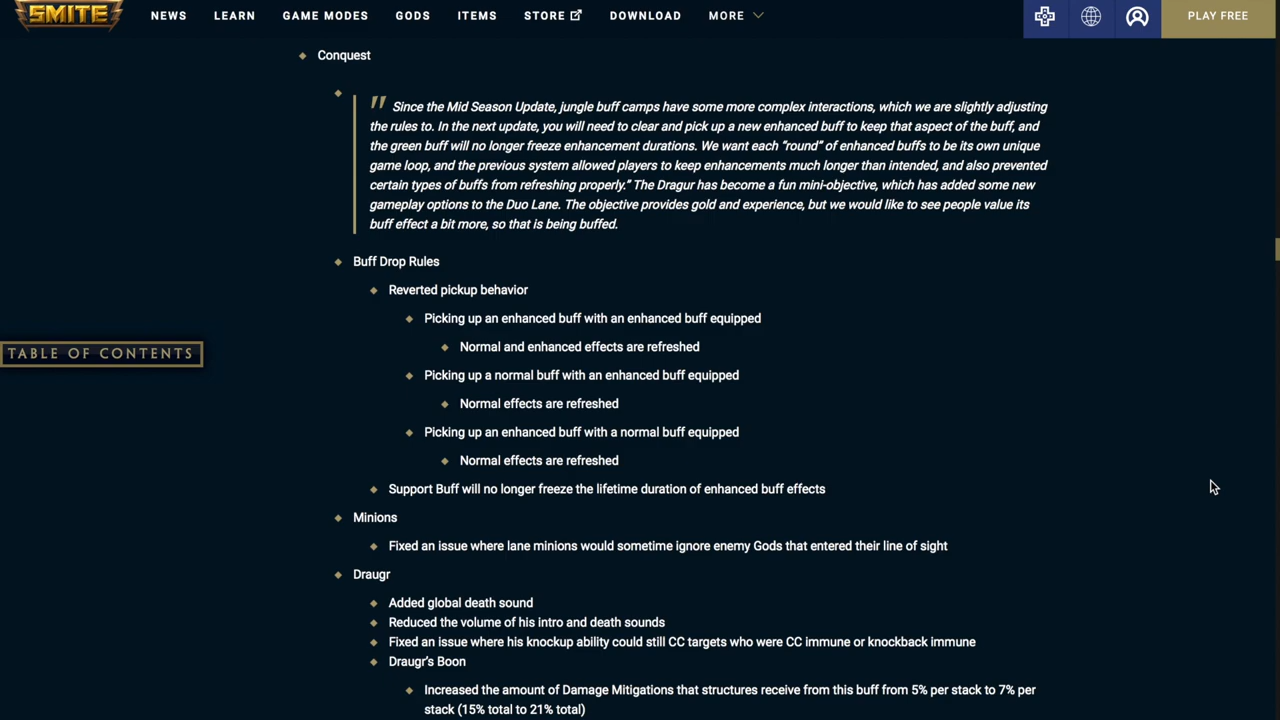 SMITE
NEWS
LEARN
GAME MODES
GODS
ITEMS
STORE
DOWNLOAD
MORE
PLAY FREE
Conquest
" Since the Mid Season Update, jungle buff camps have some more complex interactions, which we are slightly adjusting
the rules to. In the next update, you will need to clear and pick up a new enhanced buff to keep that aspect of the buff, and
the green buff will no longer freeze enhancement durations. We want each “round” of enhanced buffs to be its own unique
game loop, and the previous system allowed players to keep enhancements much longer than intended, and also prevented
certain types of buffs from refreshing properly.” The Dragur has become a fun mini-objective, which has added some new
gameplay options to the Duo Lane. The objective provides gold and experience, but we would like to see people value its
buff effect a bit more, so that is being buffed.
Buff Drop Rules
Reverted pickup behavior
Picking up an enhanced buff with an enhanced buff equipped
TABLE OF CONTENTS
Normal and enhanced effects are refreshed
Picking up a normal buff with an enhanced buff equipped
Normal effects are refreshed
Picking up an enhanced buff with a normal buff equipped
Normal effects are refreshed
Support Buff will no longer freeze the lifetime duration of enhanced buff effects
Minions
Fixed an issue where lane minions would sometime ignore enemy Gods that entered their line of sight
Draugr
Added global death sound
Reduced the volume of his intro and death sounds
Fixed an issue where his knockup ability could still CC targets who were CC immune or knockback immune
Draugr’s Boon
Increased the amount of Damage Mitigations that structures receive from this buff from 5% per stack to 7% per
stack (15% total to 21% total)